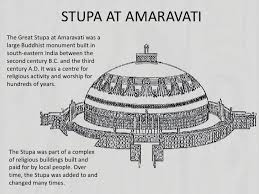 STUPA AT AMARAVATI
The Great Stupa at Amaravati was a
large Buddhist monument built in
south-eastern India between the
second century B.C. and the third
century A.D. It was a centre for
religious activity and worship for
hundreds of years.
The Stupa was part of a complex
of religious buildings built and
paid for by local people. Over
time, the Stupa was added to and
changed many times.